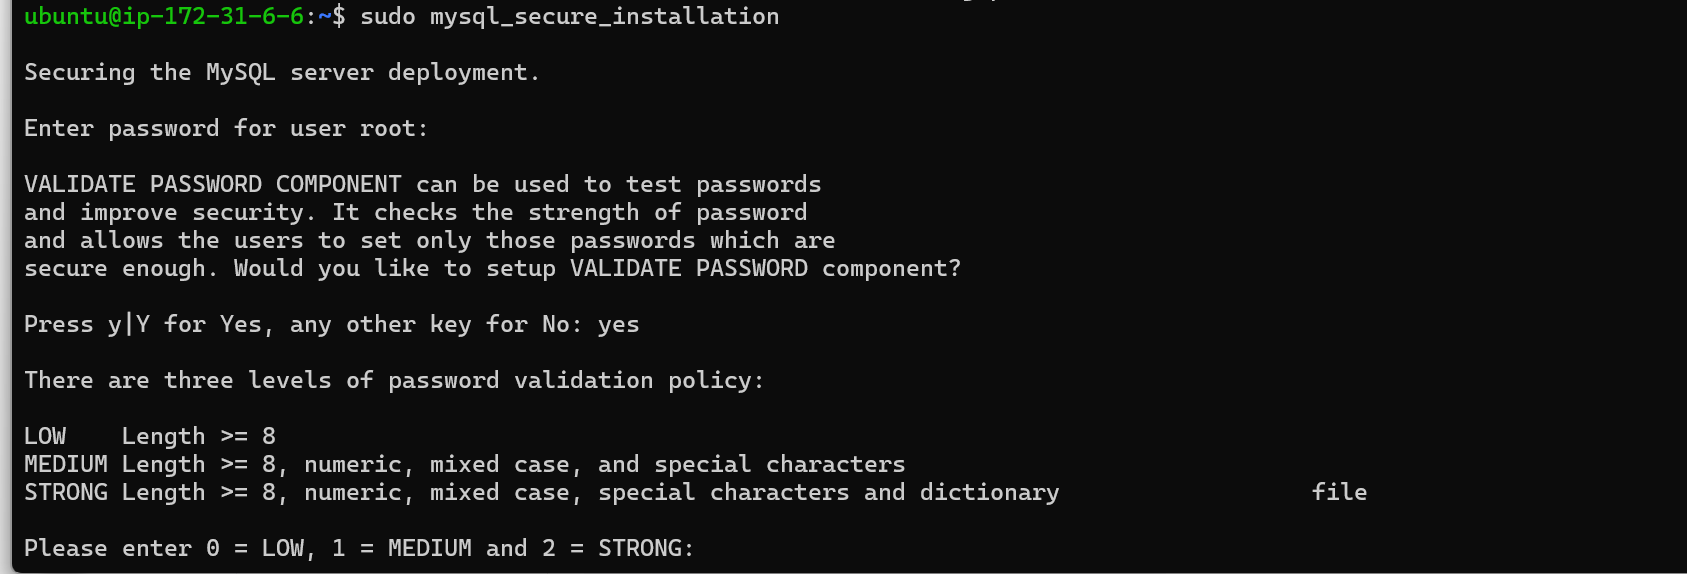 ubuntu@ip-172-31-6-6:~$ sudo mysql_secure_installation
Securing the MySQL server deployment.
Enter password for user root:
VALIDATE PASSWORD COMPONENT can be used to test passwords
and improve security. It checks the strength of password
and allows the users to set only those passwords which are
secure enough. Would you like to setup VALIDATE PASSWORD component?
Press y|Y for Yes, any other key for No: yes
There are three levels of password validation policy:
LOW    Length >= 8
MEDIUM Length >= 8, numeric, mixed case, and special characters
STRONG Length >= 8, numeric, mixed case, special characters and dictionary                  file
Please enter 0 = LOW, 1 = MEDIUM and 2 = STRONG: